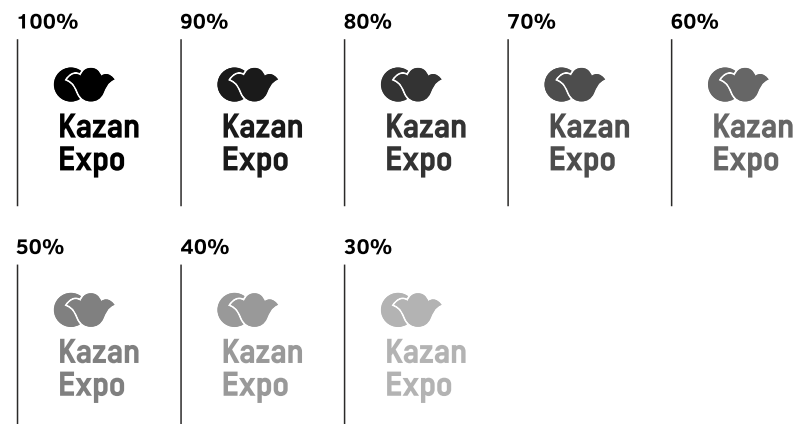 100%
Kazan
Expo
90%
Kazan
Expo
80%
Kazan
Expo
70%
Kazan
Expo
60%
Kazan
Expo
50%
Kazan
Expo
40%
Kazan
Expo
30%
Kazan
Expo